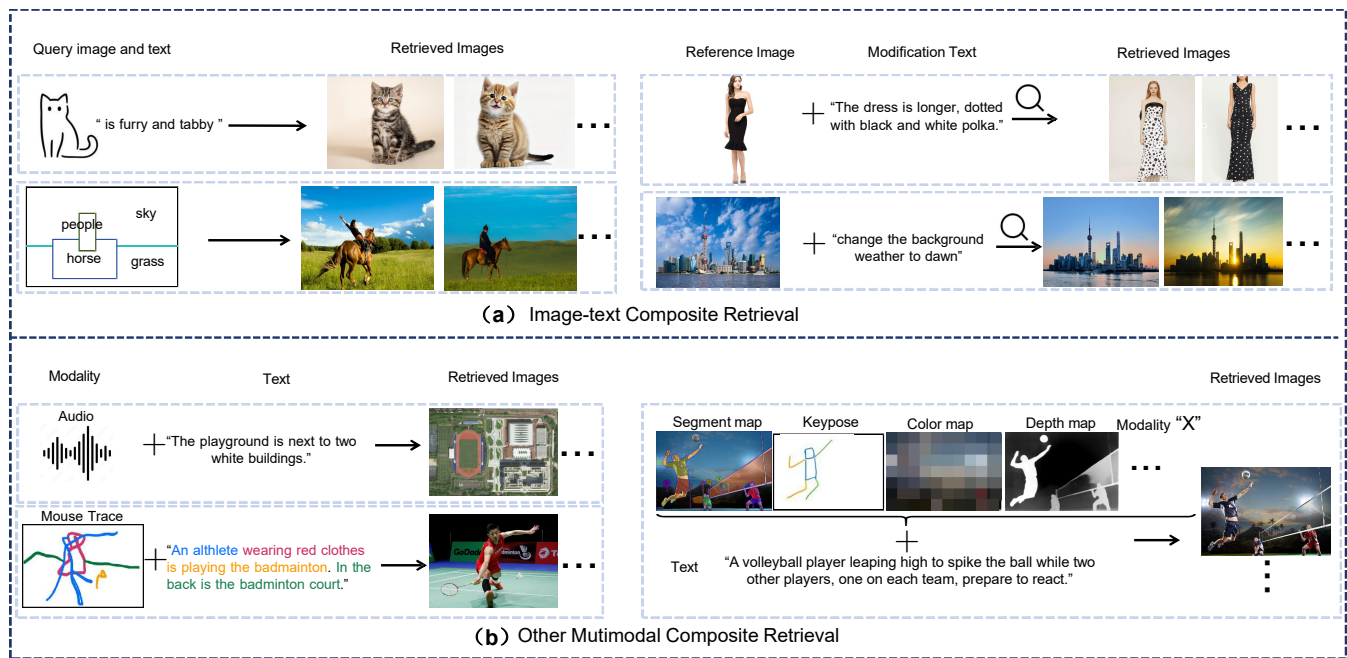 Query image and text
Retrieved Images
“ is furry and tabby ”
people
sky
horse
grass
Reference Image
Modification Text
Retrieved Images
“The dress is longer, dotted
with black and white polka.”
“change the background
weather to dawn”
（a） Image-text Composite Retrieval
Modality
Text
Retrieved Images
Audio
“The playground is next to two
white buildings.”
Mouse Trace
“An althlete wearing red clothes
is playing the badmainton. In the
back is the badminton court.”
Retrieved Images
Segment map
Keypose
Color map
Depth map
Modality “X”
Text
“A volleyball player leaping high to spike the ball while two
other players, one on each team, prepare to react.”
（b）Other Mutimodal Composite Retrieval